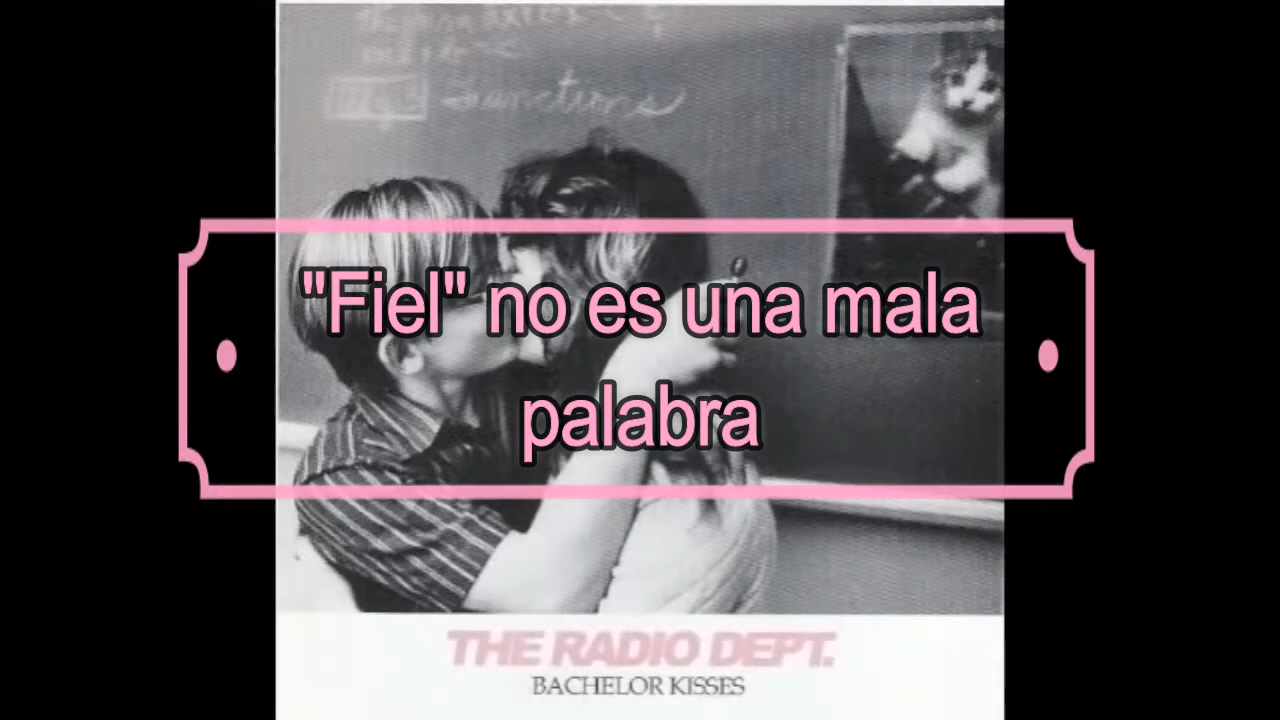 functions
"Fiel" no es una mala
palabra
THE RADIO DEPT.
BACHELOR KISSES